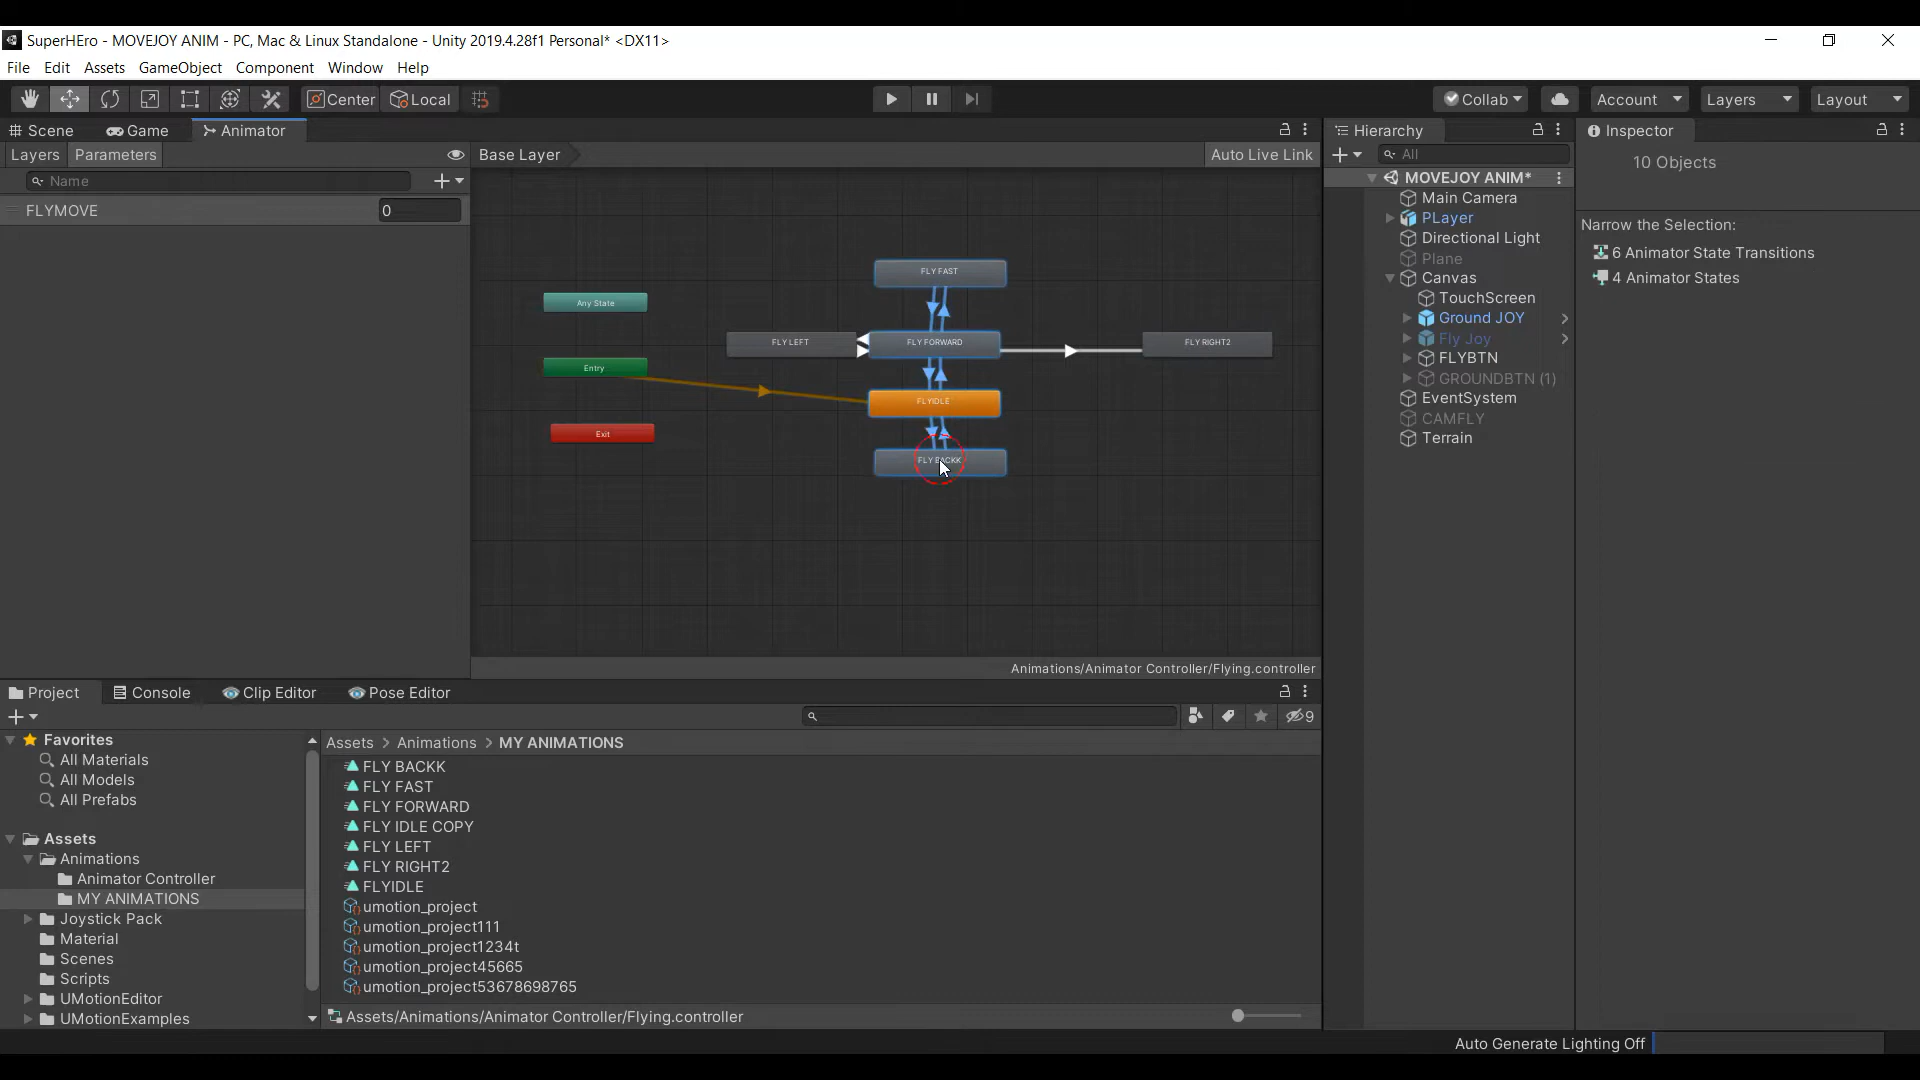 SuperHEro - MOVEJOY ANIM - PC, Mac & Linux Standalone - Unity 2019.4.28f1 Personal* <DX11>
File Edit Assets GameObject Component Window Help
Center Local Collab Account Layers Layout
Scene Game Animator
Layers Parameters
Name
FLYMOVE 0
Base Layer Auto Live Link
FLY FAST
Any State
FLY LEFT FLY FORWARD FLY RIGHT2
Entry
FLYIDLE
Exit
FLY BACKK
Animations/Animator Controller/Flying.controller
Hierarchy
All
MOVEJOY ANIM*
Main Camera
PLayer
Directional Light
Plane
Canvas
TouchScreen
Ground JOY
Fly Joy
FLYBTN
GROUNDBTN (1)
EventSystem
CAMFLY
Terrain
Inspector
10 Objects
Narrow the Selection:
6 Animator State Transitions
4 Animator States
Project Console Clip Editor Pose Editor
9
Favorites
All Materials
All Models
All Prefabs
Assets
Animations
Animator Controller
MY ANIMATIONS
Joystick Pack
Material
Scenes
Scripts
UMotionEditor
UMotionExamples
Assets > Animations > MY ANIMATIONS
FLY BACKK
FLY FAST
FLY FORWARD
FLY IDLE COPY
FLY LEFT
FLY RIGHT2
FLYIDLE
umotion_project
umotion_project111
umotion_project1234t
umotion_project45665
umotion_project53678698765
Assets/Animations/Animator Controller/Flying.controller
Auto Generate Lighting Off